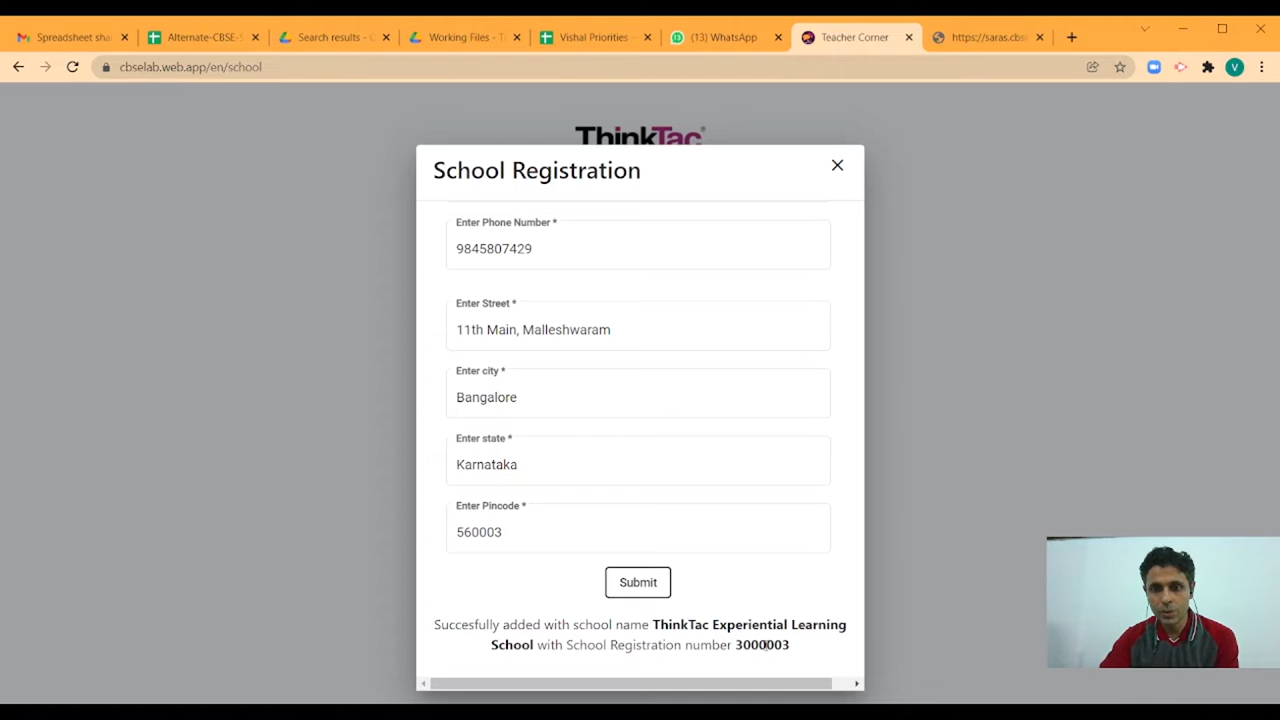 Spreadsheet sha
Alternate-CBSE-S
Search results - G
Working Files - T
Vishal Priorities -
(13) WhatsApp
Teacher Corner
https://saras.cbs
cbselab.web.app/en/school
V
ThinkTac®
School Registration
Enter Phone Number *
9845807429
Enter Street *
11th Main, Malleshwaram
Enter city *
Bangalore
Enter state *
Karnataka
Enter Pincode *
560003
Submit
Succesfully added with school name ThinkTac Experiential Learning
School with School Registration number 3000003